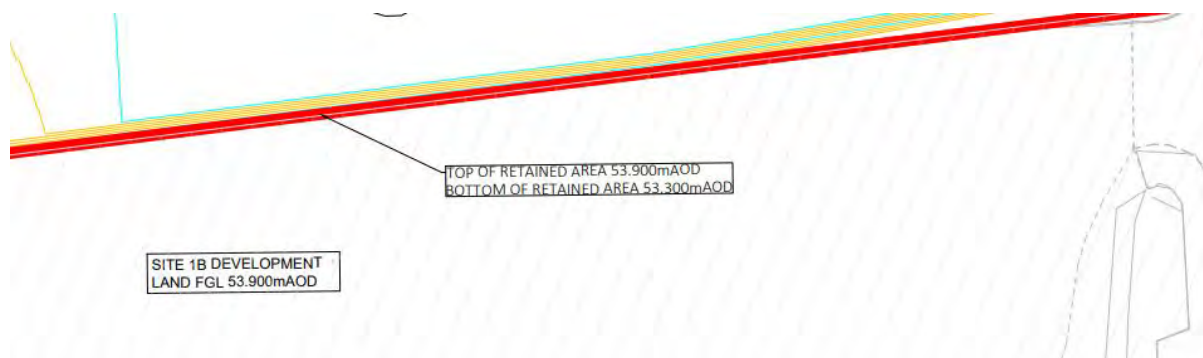 TOP OF RETAINED AREA 53.900mAOD
BOTTOM OF RETAINED AREA 53.300mAOD
SITE 1B DEVELOPMENT
LAND FGL 53.900mAOD